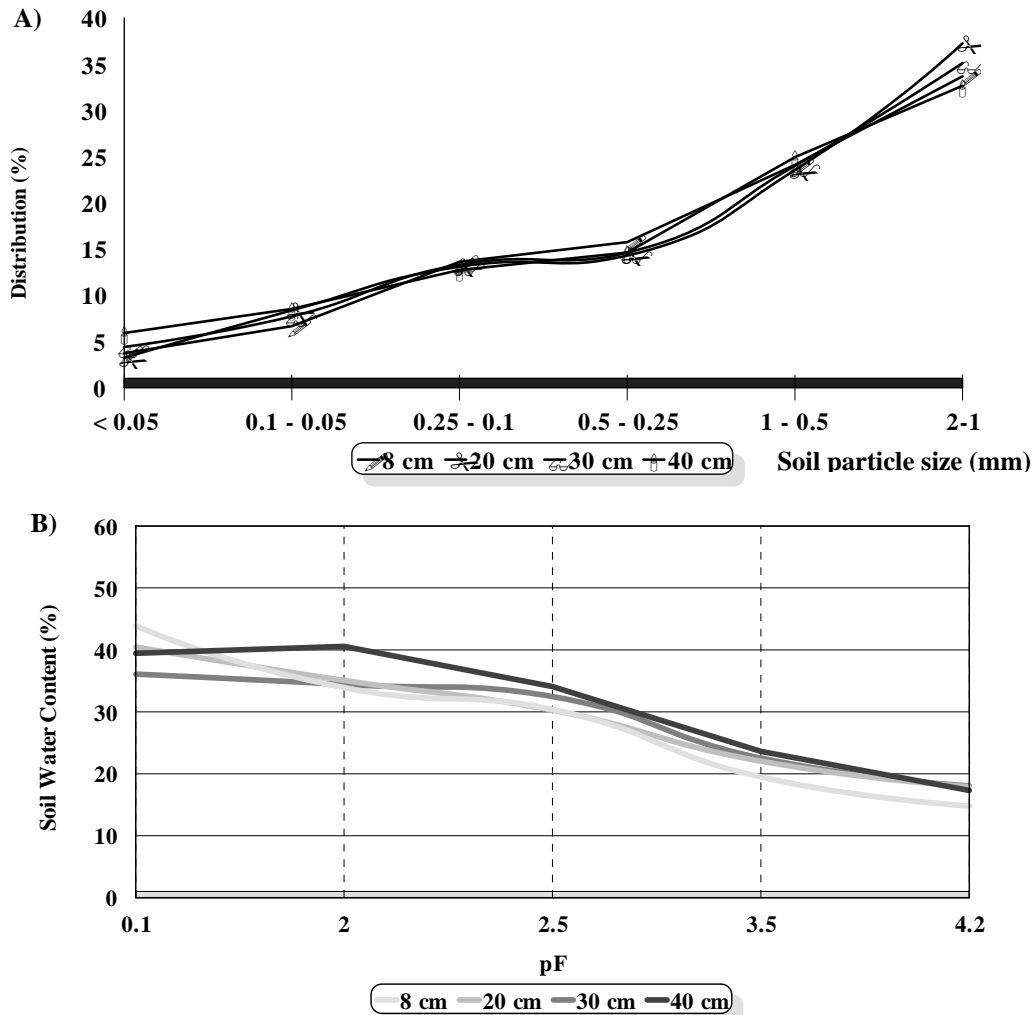 A)
40
35
30
25
20
15
10
5
0
Distribution (%)
< 0.05 0.1 - 0.05 0.25 - 0.1 0.5 - 0.25 1 - 0.5 2-1
8 cm 20 cm 30 cm 40 cm
Soil particle size (mm)
B)
60
50
40
30
20
10
0
Soil Water Content (%)
0.1 2 2.5 3.5 4.2
pF
8 cm 20 cm 30 cm 40 cm